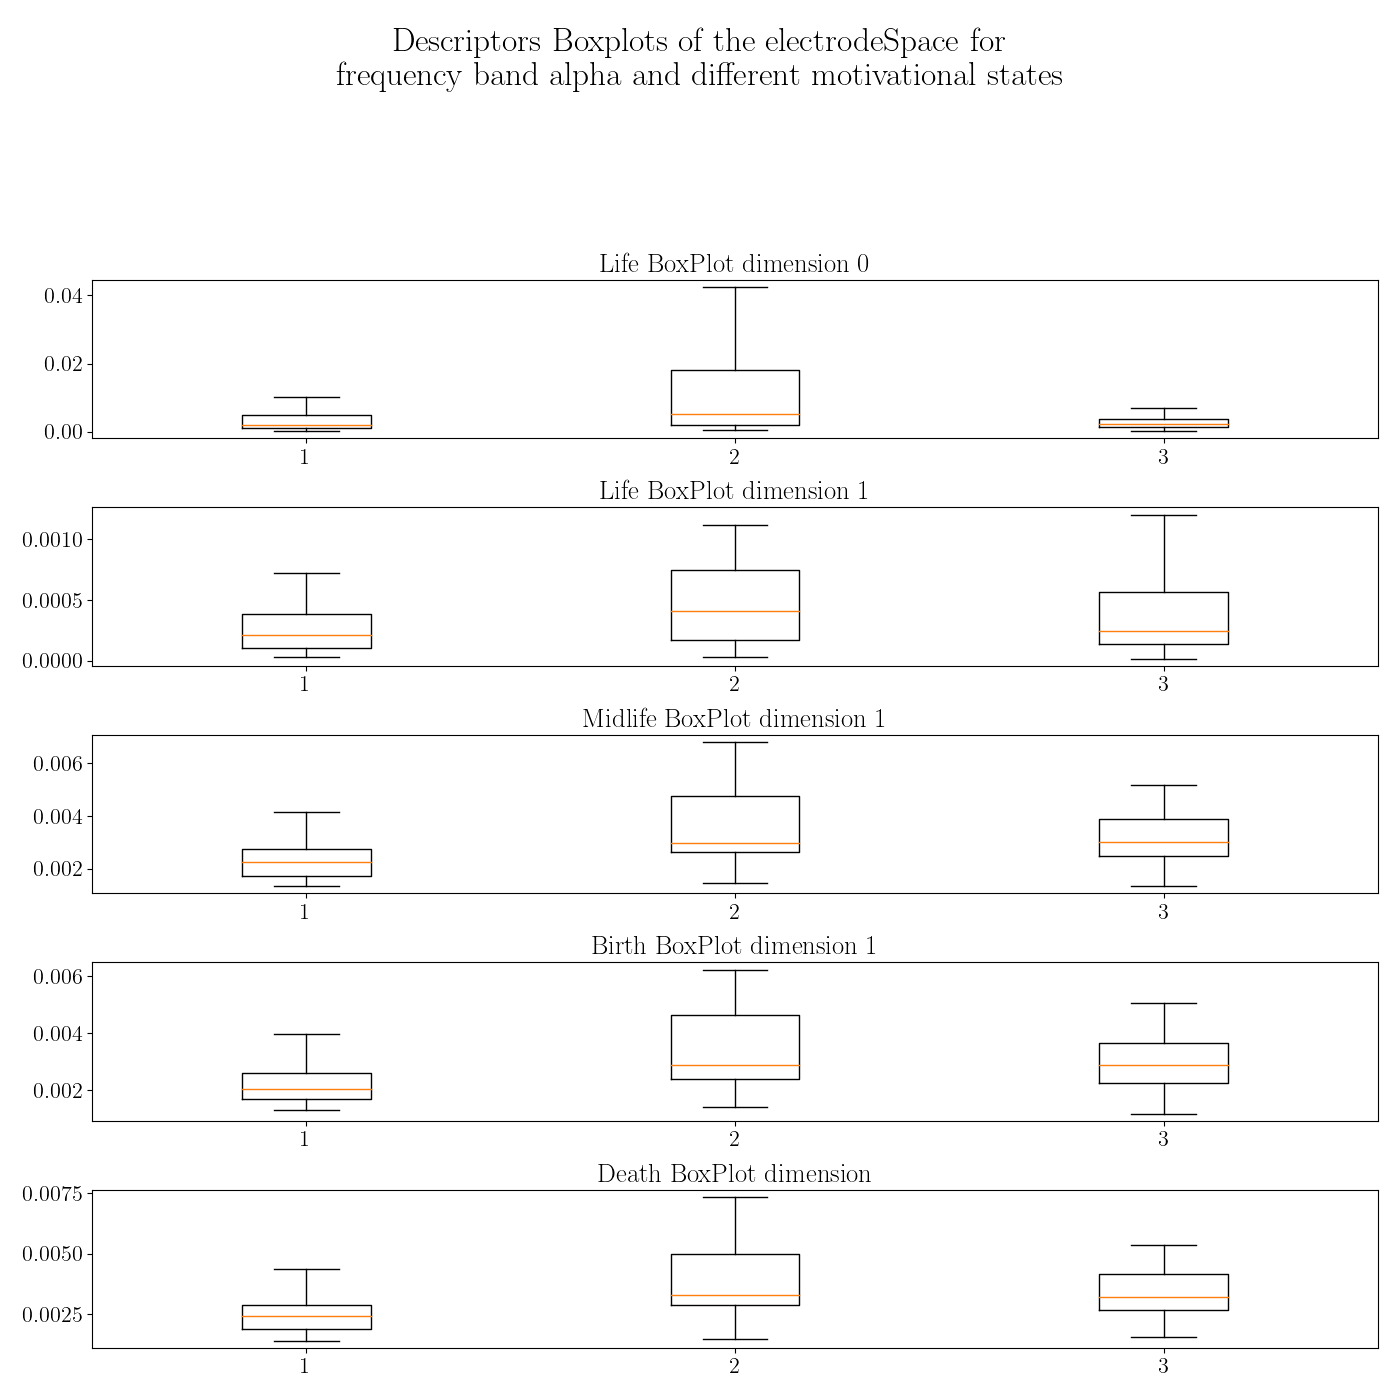 Descriptors Boxplots of the electrodeSpace for
frequency band alpha and different motivational states
Life BoxPlot dimension 0
0.04
0.02
0.00
1 2 3
Life BoxPlot dimension 1
0.0010
0.0005
0.0000
1 2 3
Midlife BoxPlot dimension 1
0.006
0.004
0.002
1 2 3
Birth BoxPlot dimension 1
0.006
0.004
0.002
1 2 3
Death BoxPlot dimension
0.0075
0.0050
0.0025
1 2 3